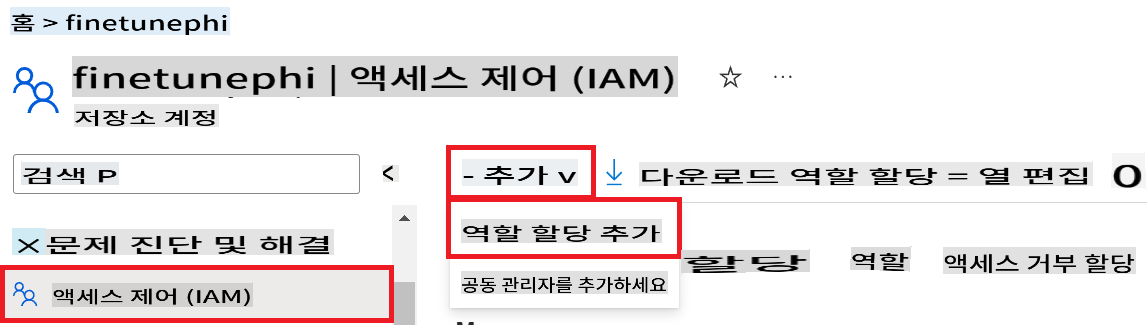 홈 > finetunephi
finetunephi | 액세스 제어 (IAM)
저장소 계정
검색 P
- 추가 v
다운로드 역할 할당 = 열 편집 O
역할 할당 추가
공동 관리자를 추가하세요
할당 역할 액세스 거부 할당
×문제 진단 및 해결
액세스 제어 (IAM)